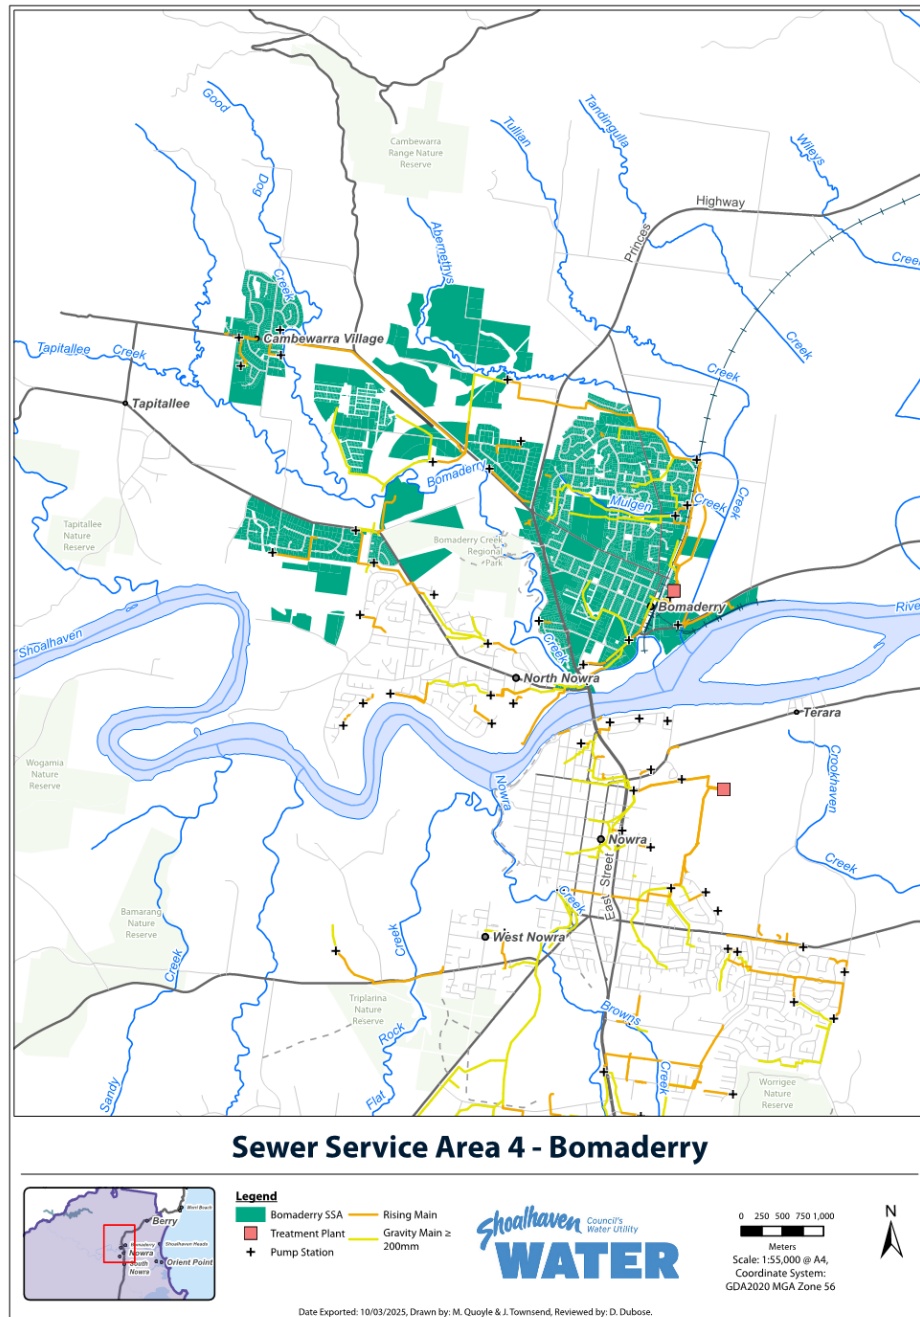 Good
Dog
Creek
Cambewarra
Range Nature
Reserve
Tullian
Creek
Tandingulla
Creek
Wileys
Creek
Princes
Highway
Abernethys
Creek
Cambewarra Village
Tapitallee
Creek
Tapitallee
Bomaderry
Creek
Mulgen
Creek
Tapitallee
Nature
Reserve
Bomaderry Creek
Regional
Park
Bomaderry
Shoalhaven
River
North Nowra
Terara
Wogamia
Nature
Reserve
Nowra
Creek
Nowra
East Street
Crookhaven
Creek
Bamarang
Nature
Reserve
West Nowra
Sandy
Creek
Triplarina
Nature
Reserve
Flat
Rock
Creek
Browns
Creek
Worrigee
Nature
Reserve
Sewer Service Area 4 - Bomaderry
Berry
Shoalhaven Heads
Bomaderry
Nowra
South
Nowra
Orient Point
Legend
Bomaderry SSA
Treatment Plant
Pump Station
Rising Main
Gravity Main ≥
200mm
Shoalhaven Council's
Water Utility
WATER
0 250 500 750 1,000
Meters
Scale: 1:55,000 @ A4,
Coordinate System:
GDA2020 MGA Zone 56
N
Date Exported: 10/03/2025, Drawn by: M. Quoyle & J. Townsend, Reviewed by: D. Dubose.